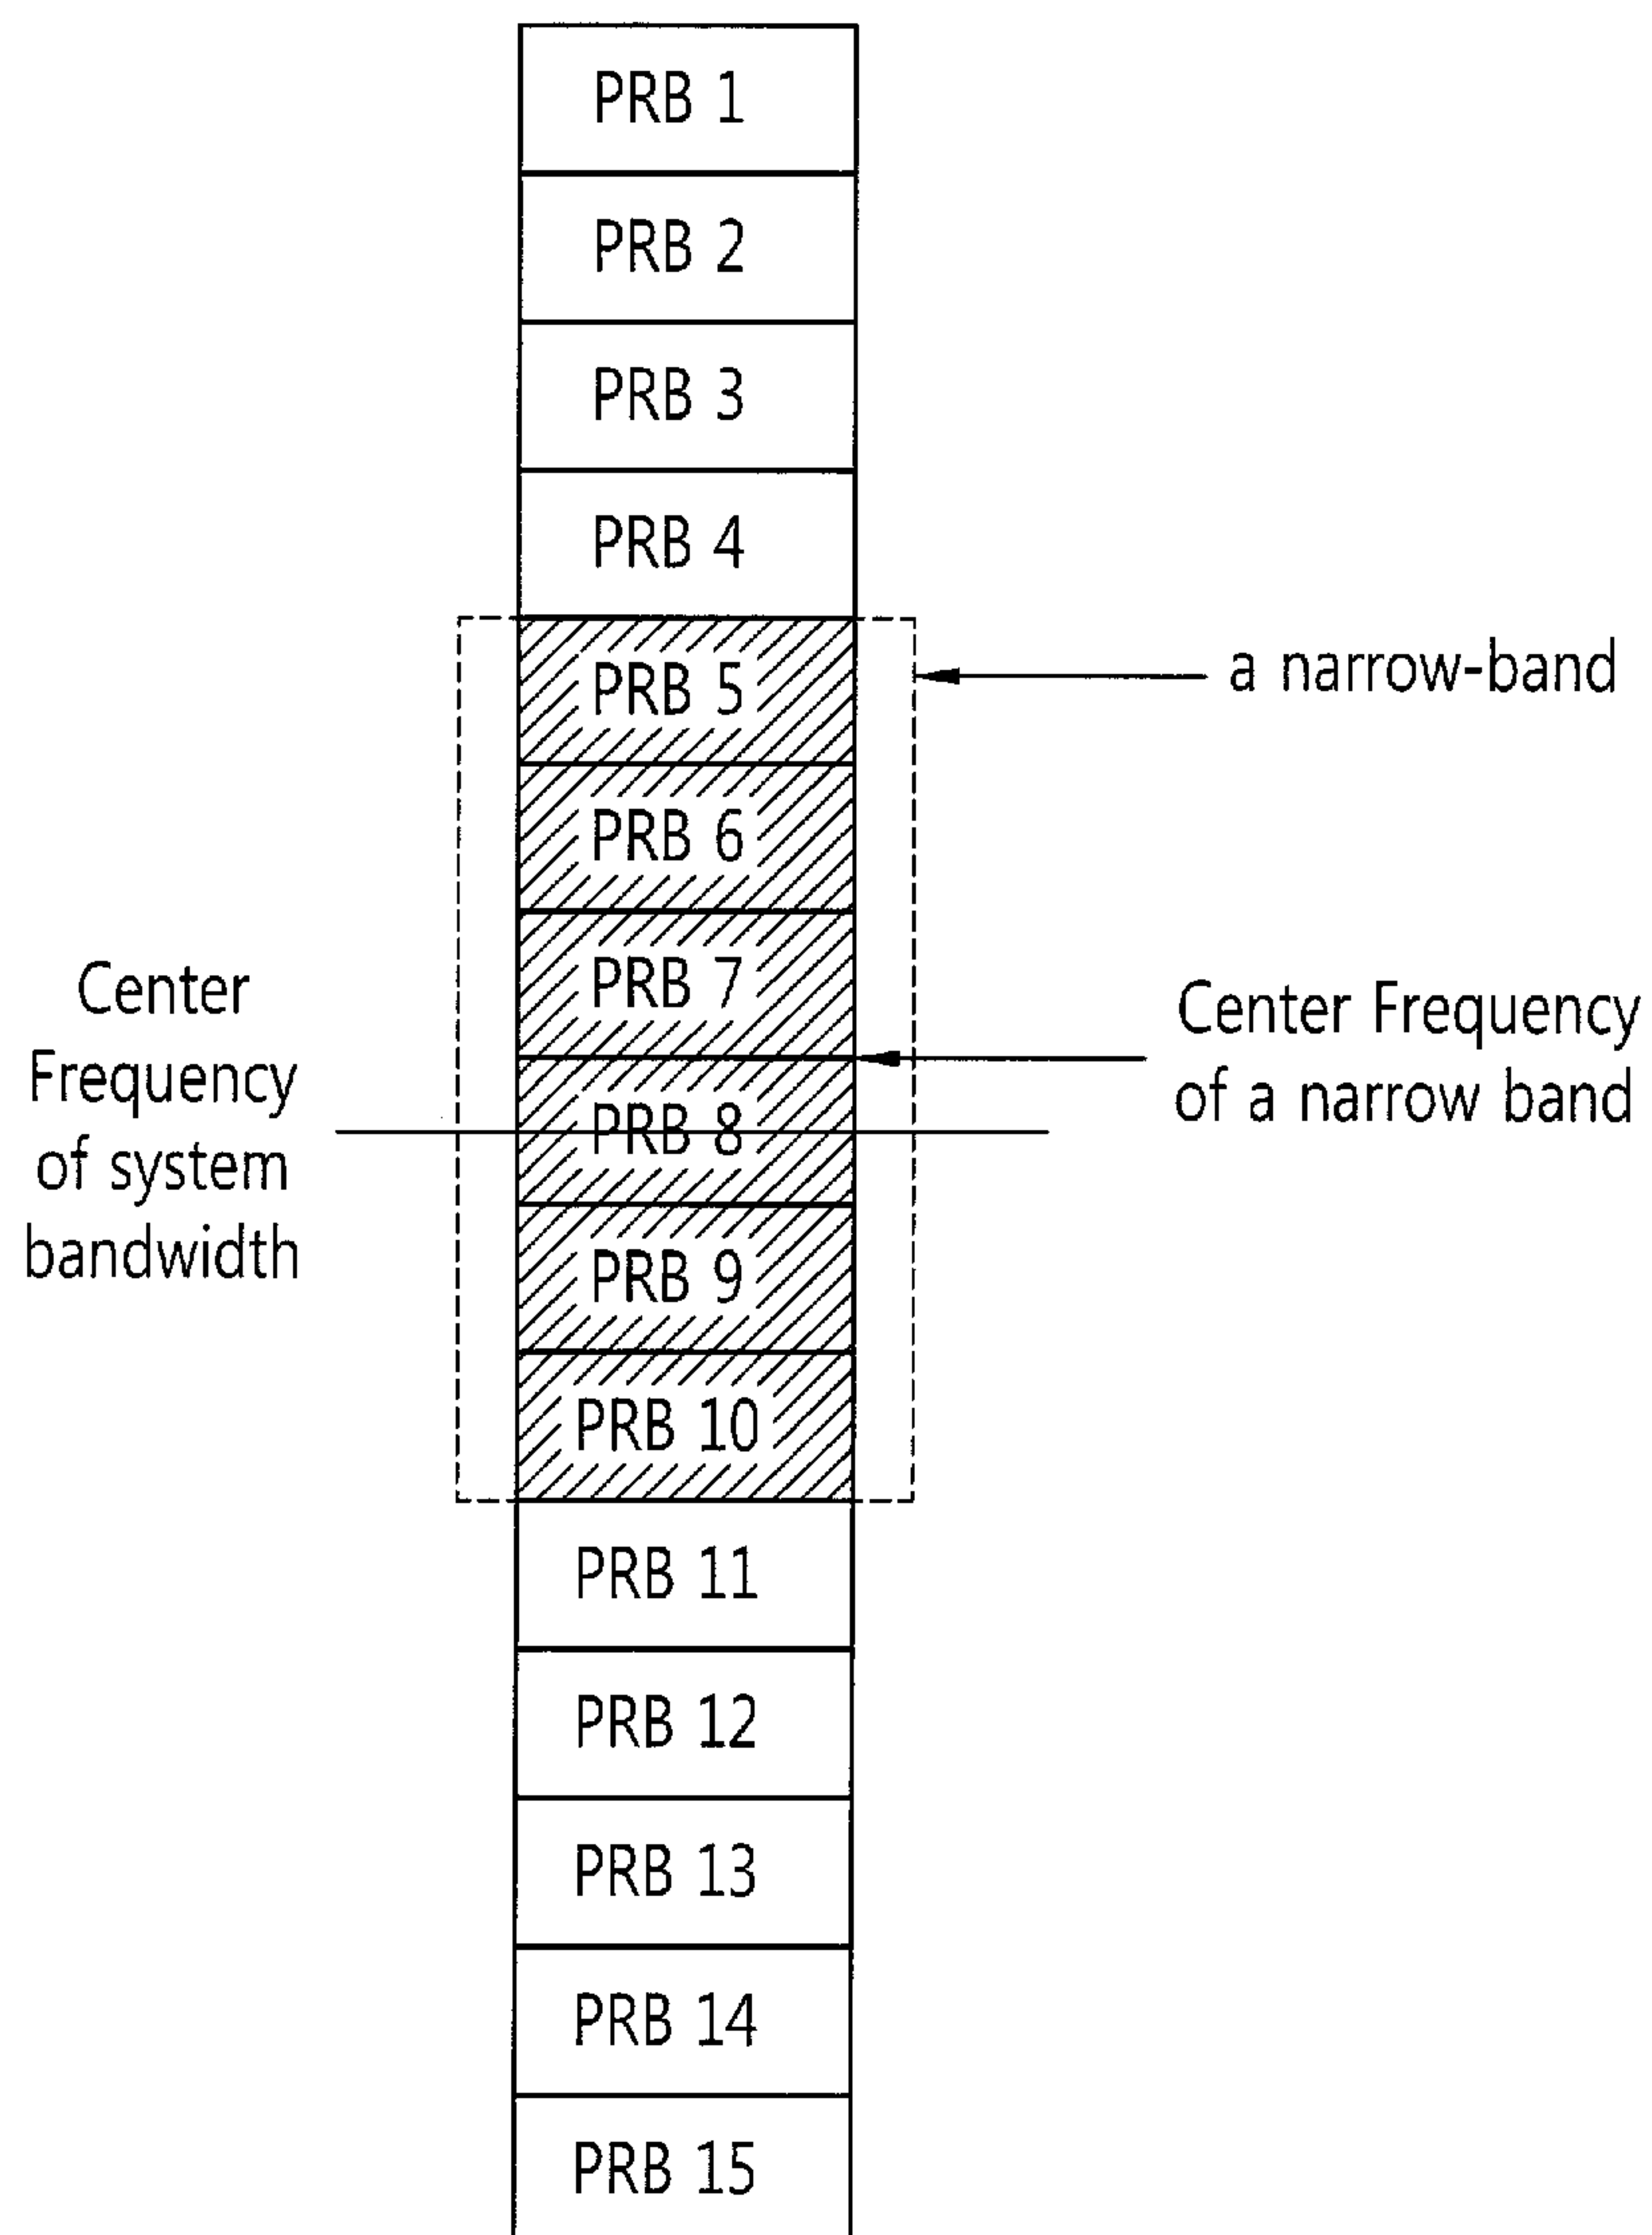 PRB 1
PRB 2
PRB 3
PRB 4
PRB 5
a narrow-band
PRB 6
PRB 7
Center
Frequency
of system
bandwidth
Center Frequency
of a narrow band
PRB 8
PRB 9
PRB 10
PRB 11
PRB 12
PRB 13
PRB 14
PRB 15